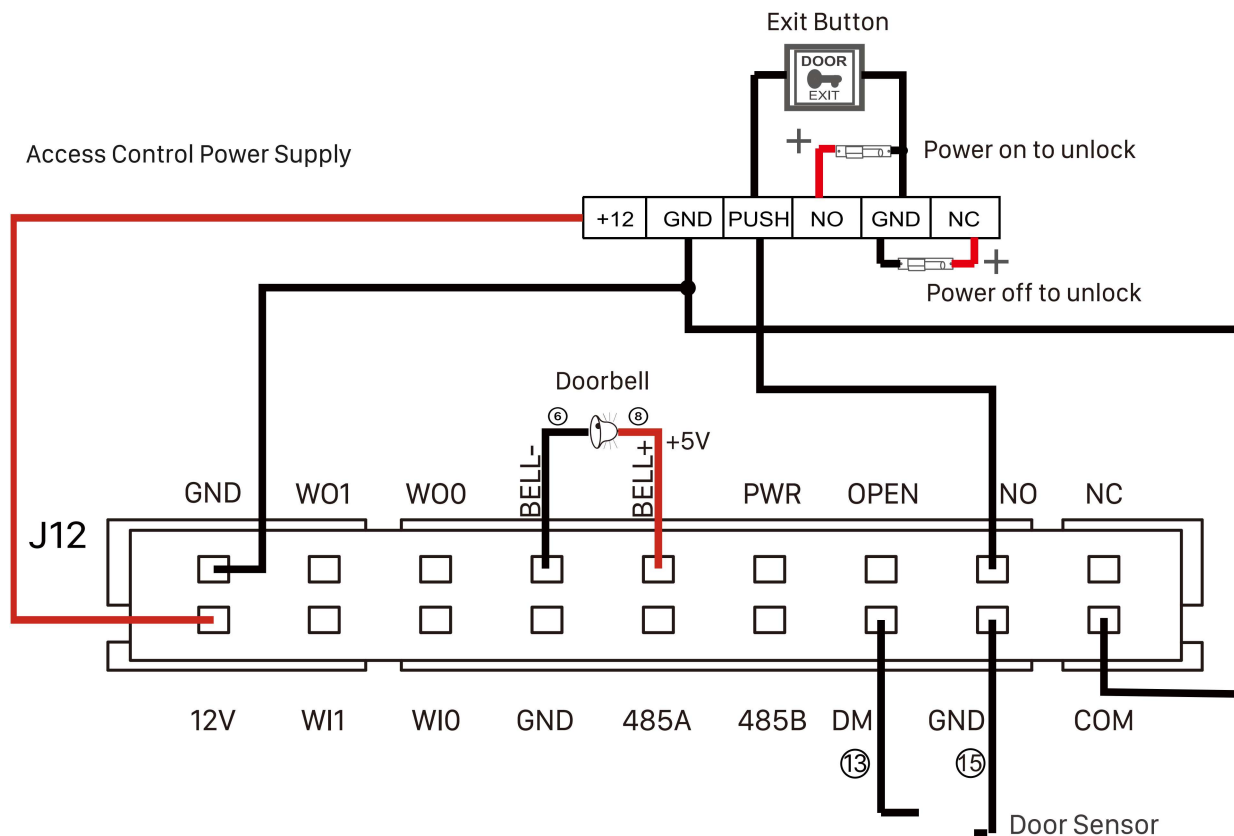 Exit Button
DOOR
EXIT
+
Access Control Power Supply
Power on to unlock
+12 GND PUSH NO GND NC
+
Power off to unlock
Doorbell
6 8
BELL- BELL+ +5V
GND WO1 WO0 PWR OPEN NO NC
J12
12V WI1 WI0 GND 485A 485B DM GND COM
13 15
Door Sensor